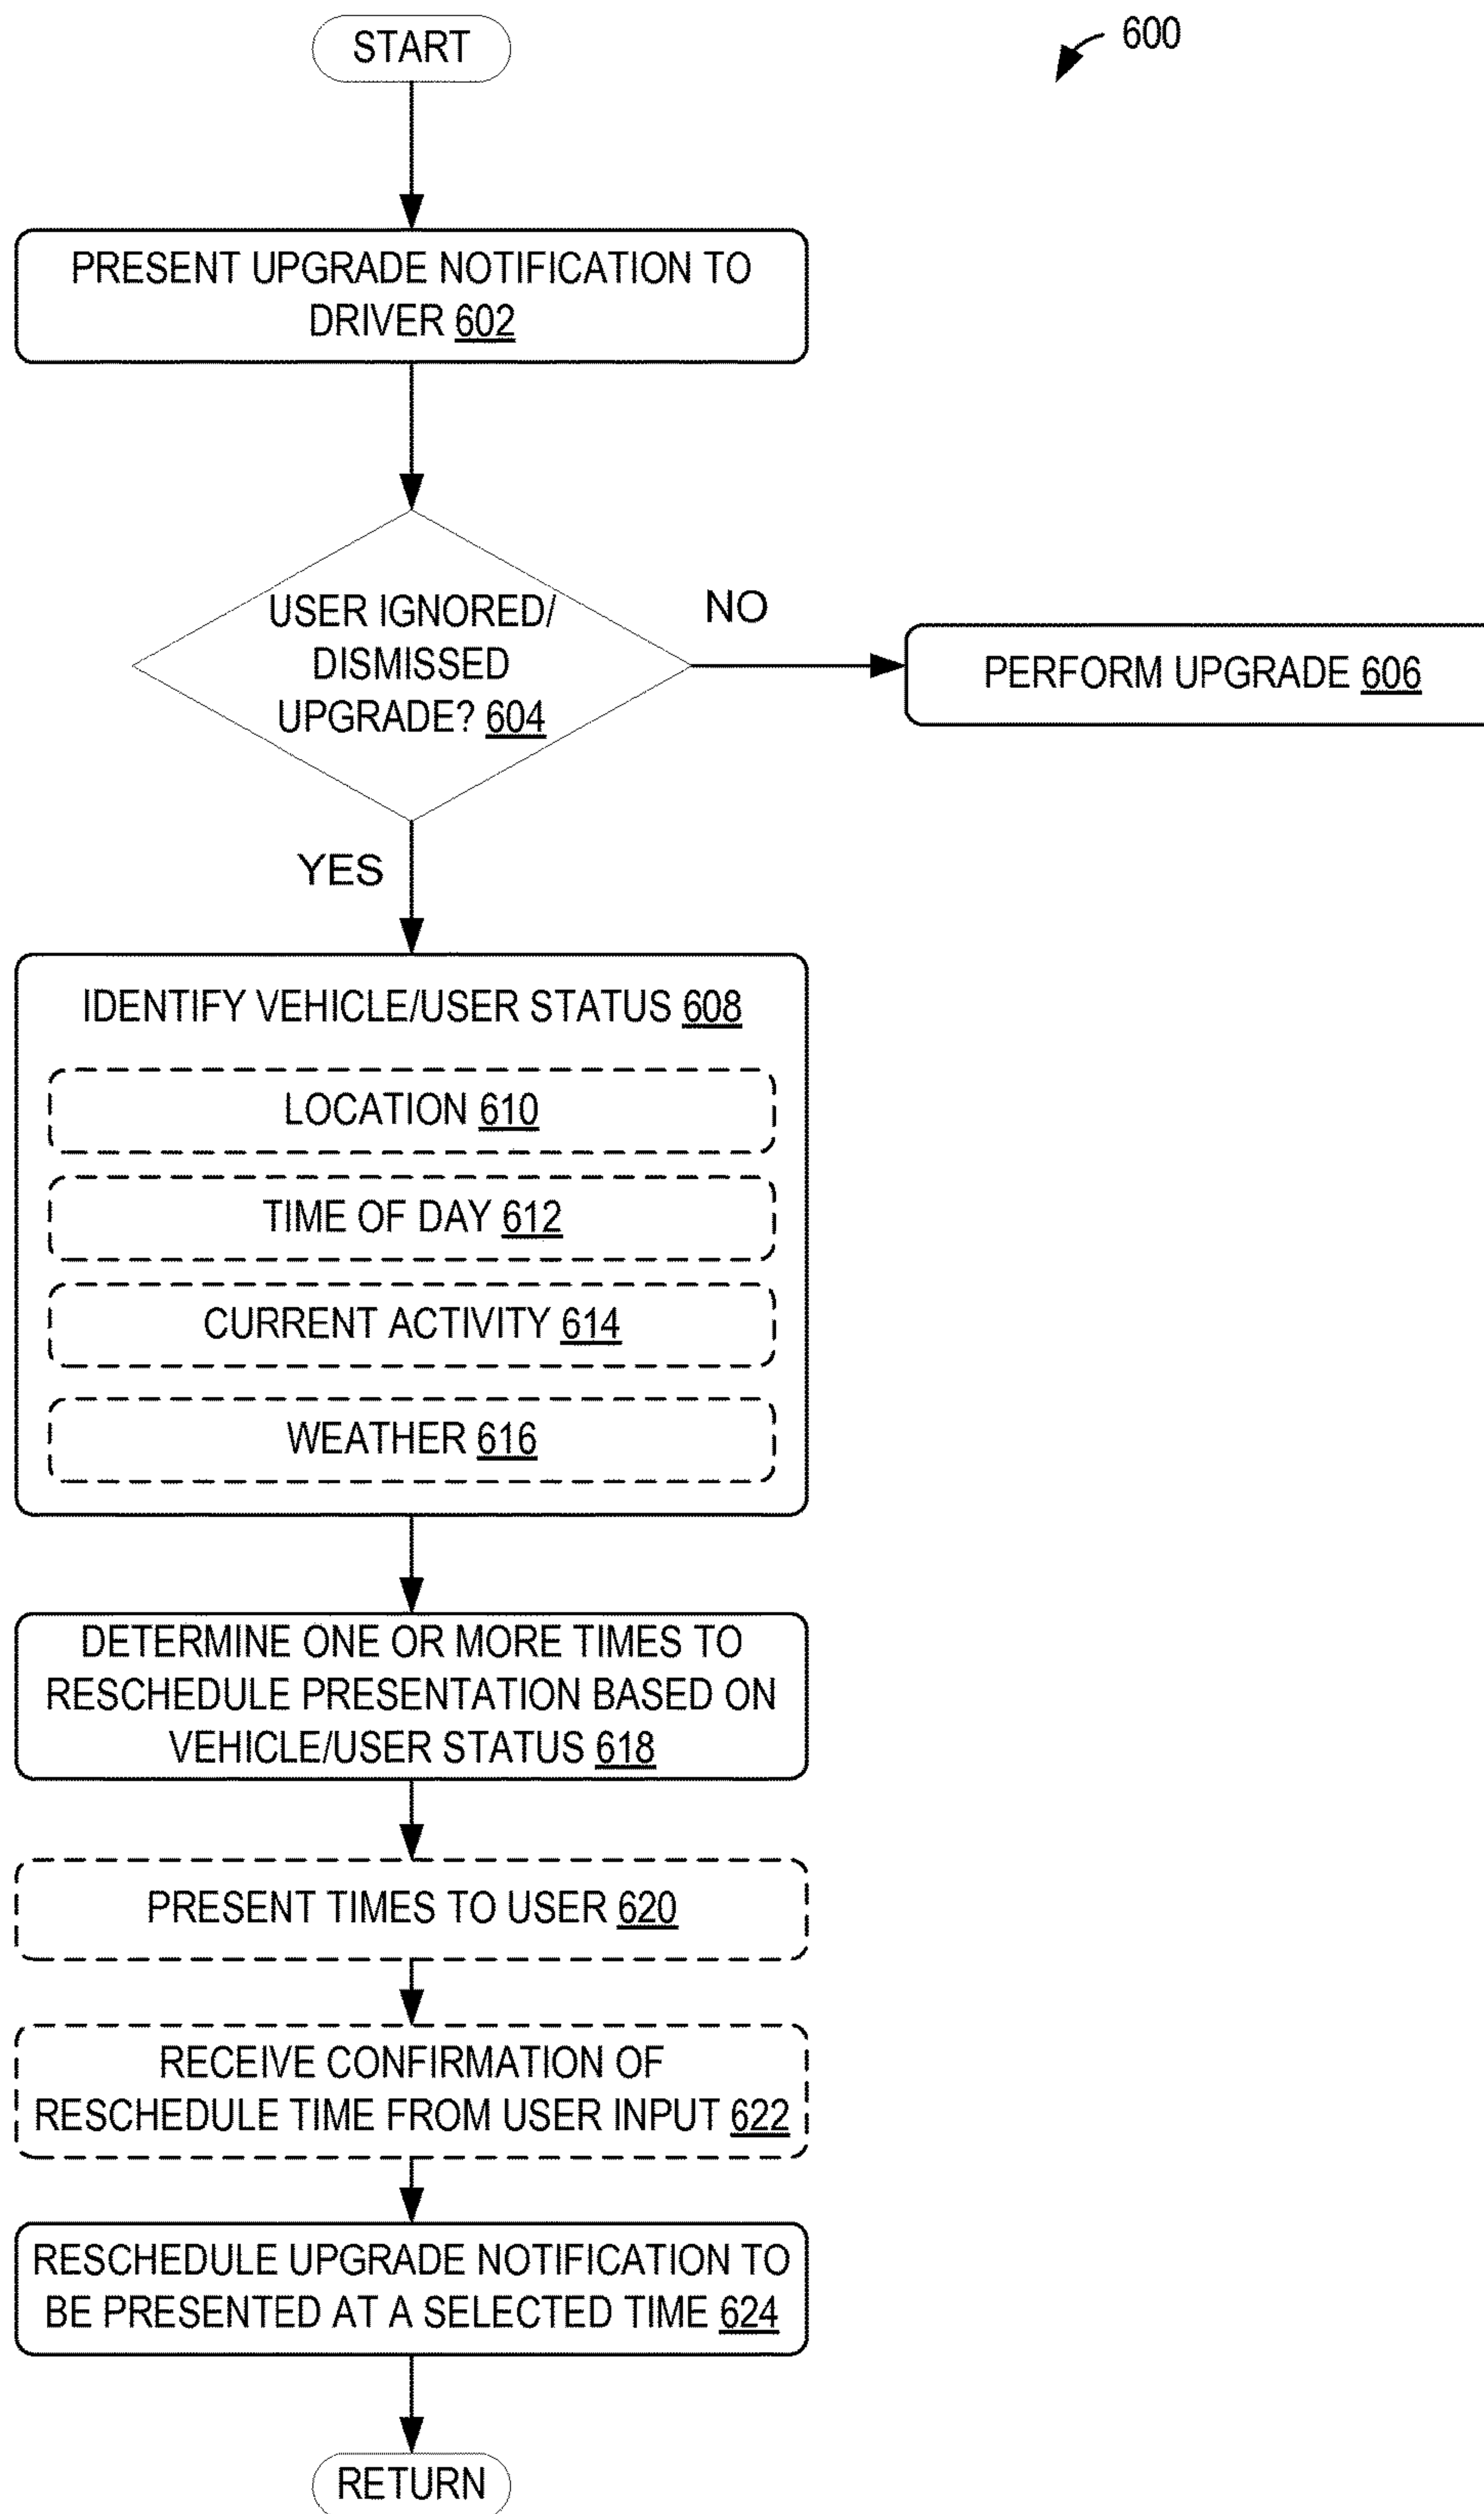 START
600
PRESENT UPGRADE NOTIFICATION TO
DRIVER 602
USER IGNORED/
DISMISSED
UPGRADE? 604
NO
PERFORM UPGRADE 606
YES
IDENTIFY VEHICLE/USER STATUS 608
LOCATION 610
TIME OF DAY 612
CURRENT ACTIVITY 614
WEATHER 616
DETERMINE ONE OR MORE TIMES TO
RESCHEDULE PRESENTATION BASED ON
VEHICLE/USER STATUS 618
PRESENT TIMES TO USER 620
RECEIVE CONFIRMATION OF
RESCHEDULE TIME FROM USER INPUT 622
RESCHEDULE UPGRADE NOTIFICATION TO
BE PRESENTED AT A SELECTED TIME 624
RETURN